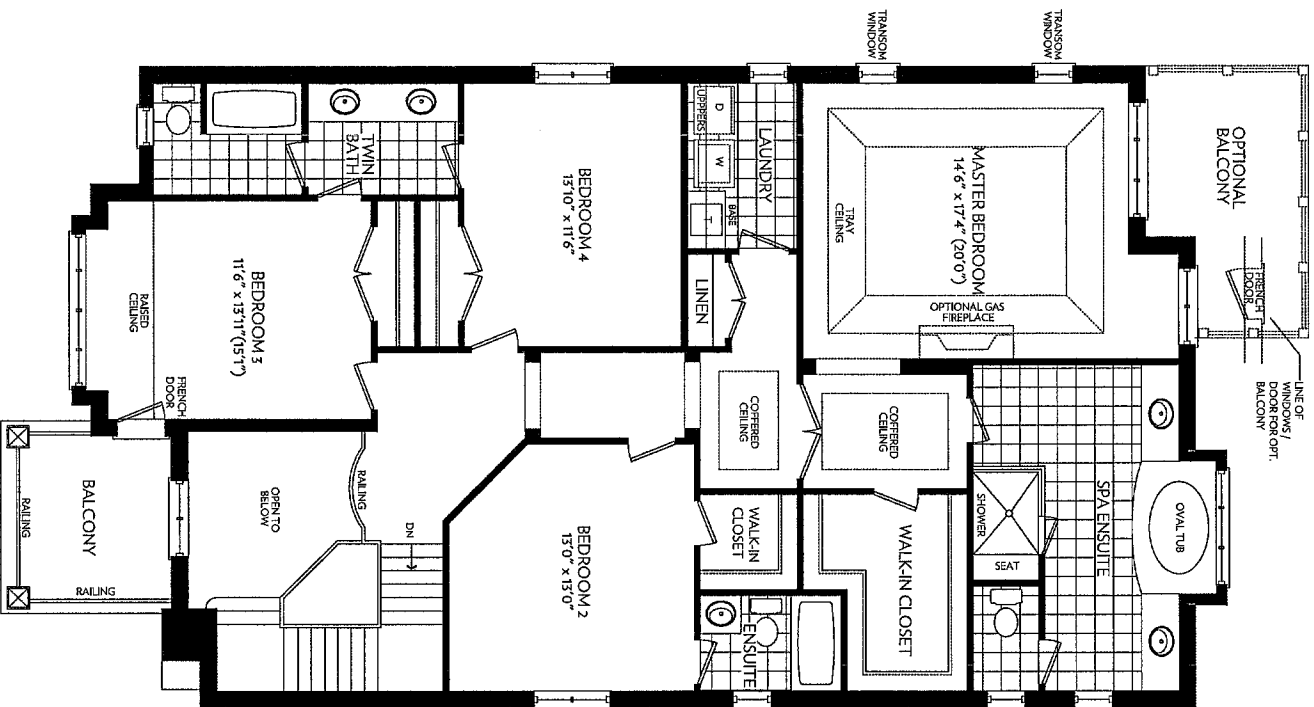 TRANSOM
WINDOW
TRANSOM
WINDOW
OPTIONAL
BALCONY
FRENCH
DOOR
LINE OF
WINDOWS /
DOOR FOR OPT.
BALCONY
MASTER BEDROOM
14'6" x 17'4" (20'0")
TRAY
CEILING
OPTIONAL GAS
FIREPLACE
LAUNDRY
D
UPPPERS
W
BASE
T
LINEN
TWIN
BATH
BEDROOM 4
13'10" x 11'6"
BEDROOM 3
11'6" x 13'11"(15'1")
RAISED
CEILING
FRENCH
DOOR
COFFERED
CEILING
COFFERED
CEILING
SPA ENSUITE
OVAL TUB
SHOWER
SEAT
WALK-IN CLOSET
WALK-IN
CLOSET
ENSUITE
BEDROOM 2
13'0" x 13'0"
DN
RAILING
OPEN TO
BELOW
BALCONY
RAILING
RAILING